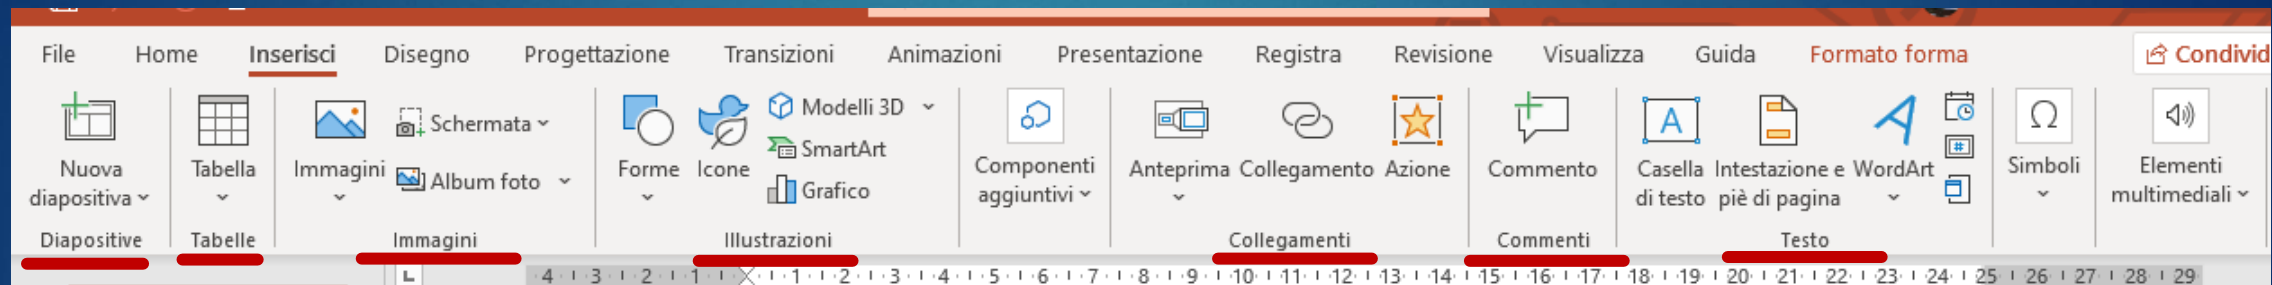 File Home Inserisci Disegno Progettazione Transizioni Animazioni Presentazione Registra Revisione Visualizza Guida Formato forma Condivid
Nuova diapositiva
Diapositive
Tabella
Tabelle
Immagini
Schermata
Album foto
Immagini
Forme
Icone
Modelli 3D
SmartArt
Grafico
Illustrazioni
Componenti
aggiuntivi
Anteprima
Collegamento
Azione
Collegamenti
Commento
Commenti
A
Casella
di testo
Intestazione e
piè di pagina
WordArt
#
Testo
Ω
Simboli
Elementi
multimediali
L
4 3 2 1 1 2 3 4 5 6 7 8 9 10 11 12 13 14 15 16 17 18 19 20 21 22 23 24 25 26 27 28 29